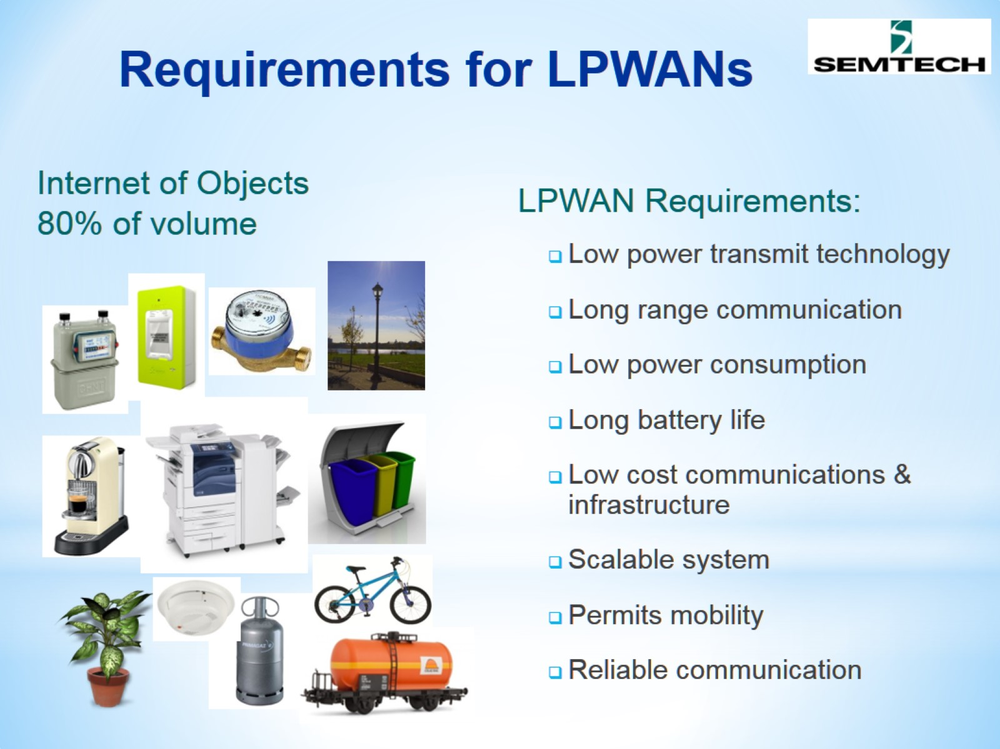 Requirements for LPWANs
SEMTECH
Internet of Objects
80% of volume
LPWAN Requirements:
Low power transmit technology
Long range communication
Low power consumption
Long battery life
Low cost communications &
infrastructure
Scalable system
Permits mobility
Reliable communication
PRIMAGAZ